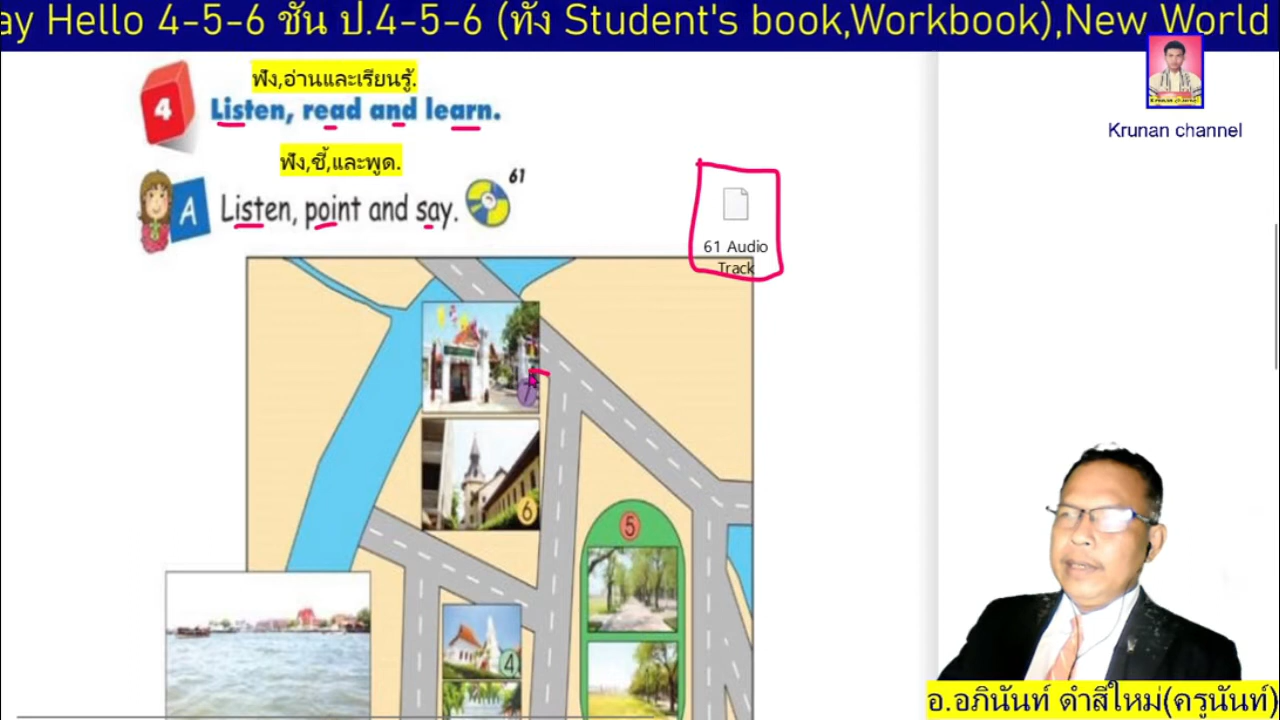 ay Hello 4-5-6 ชั้น ป.4-5-6 (ทั้ง Student's book,Workbook),New World
Krunan channel
ฟัง,อ่านและเรียนรู้.
4
Listen, read and learn.
ฟัง,ชี้,และพูด.
A
Listen, point and say.
61
61 Audio
Track
7
6
5
4
อ.อภินันท์ ดำสีใหม่(ครูนันท์)